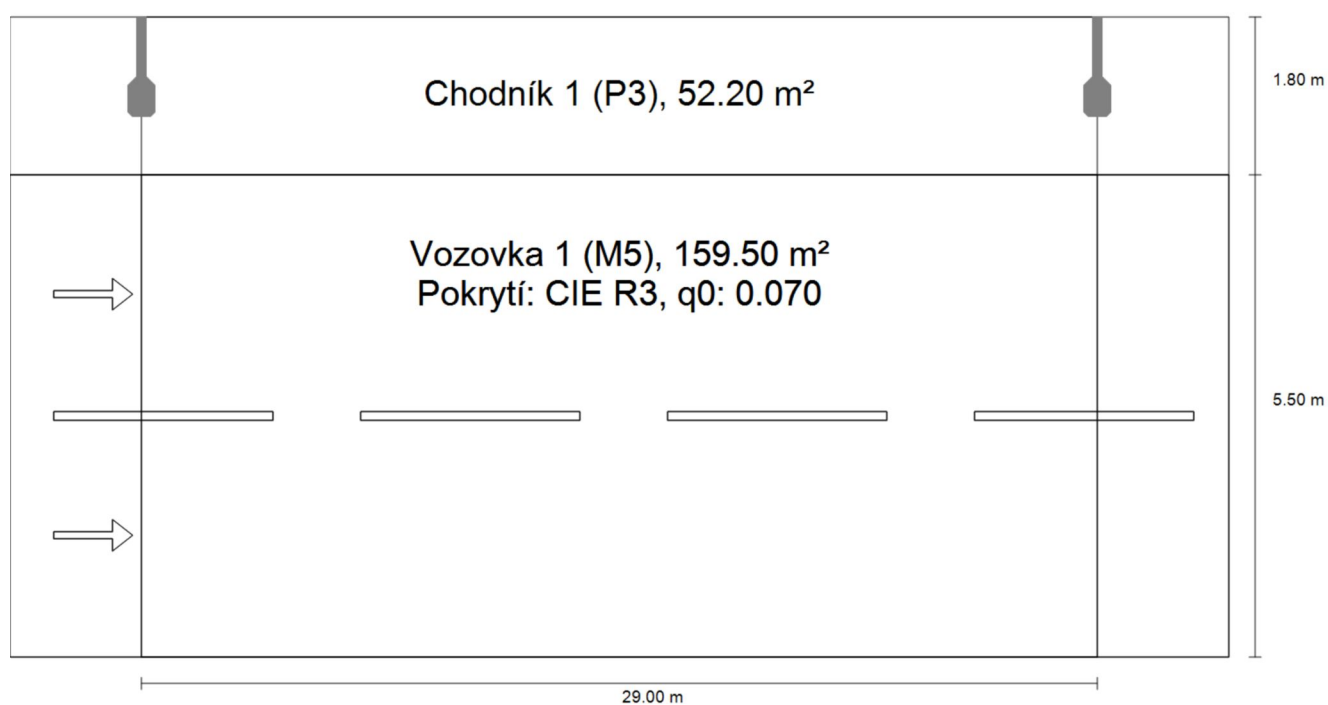 Chodník 1 (P3), 52.20 m²
1.80 m
Vozovka 1 (M5), 159.50 m²
Pokrytí: CIE R3, q0: 0.070
5.50 m
29.00 m